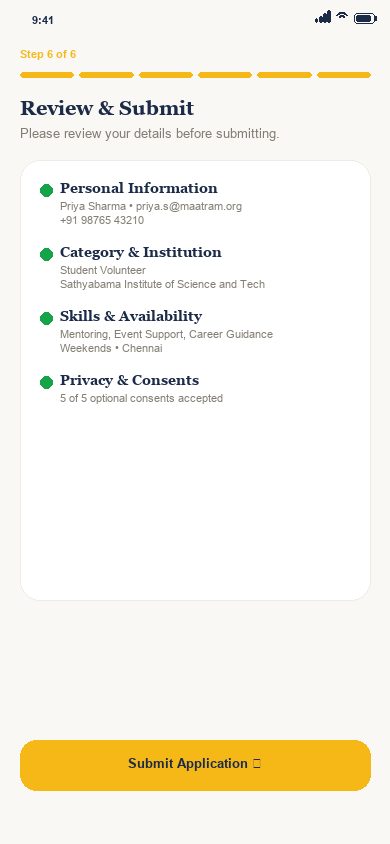 9:41
Step 6 of 6
Review & Submit
Please review your details before submitting.
Personal Information
Priya Sharma • priya.s@maatram.org
+91 98765 43210
Category & Institution
Student Volunteer
Sathyabama Institute of Science and Tech
Skills & Availability
Mentoring, Event Support, Career Guidance
Weekends • Chennai
Privacy & Consents
5 of 5 optional consents accepted
Submit Application